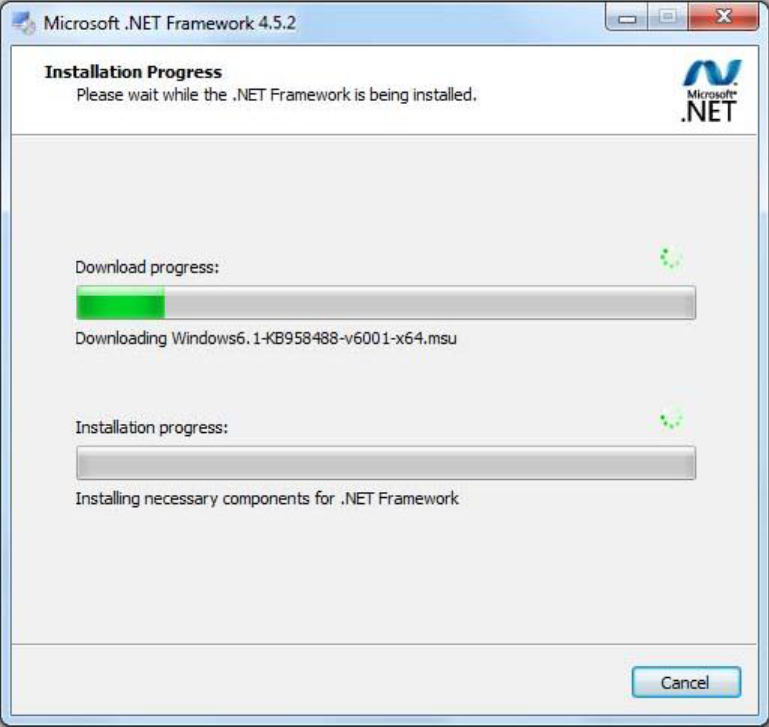 Microsoft .NET Framework 4.5.2
Installation Progress
Please wait while the .NET Framework is being installed.
Microsoft®
.NET
Download progress:
Downloading Windows6.1-KB958488-v6001-x64.msu
Installation progress:
Installing necessary components for .NET Framework
Cancel